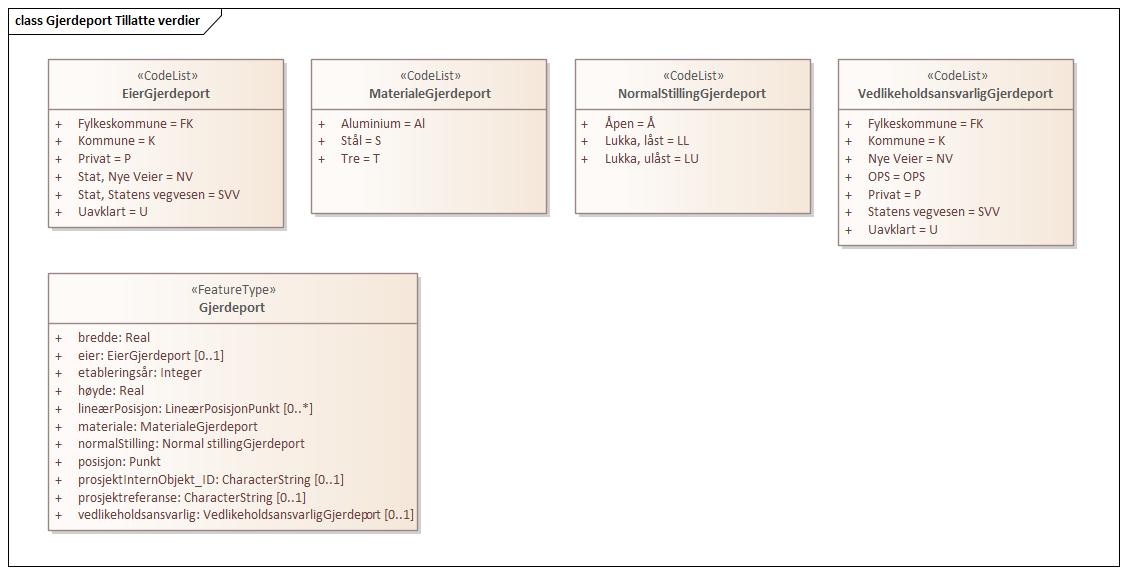 class Gjerdeport Tillatte verdier
«CodeList»
EierGjerdeport
+ Fylkeskommune = FK
+ Kommune = K
+ Privat = P
+ Stat, Nye Veier = NV
+ Stat, Statens vegvesen = SVV
+ Uavklart = U
«CodeList»
MaterialeGjerdeport
+ Aluminium = Al
+ Stål = S
+ Tre = T
«CodeList»
NormalStillingGjerdeport
+ Åpen = Å
+ Lukka, låst = LL
+ Lukka, ulåst = LU
«CodeList»
VedlikeholdsansvarligGjerdeport
+ Fylkeskommune = FK
+ Kommune = K
+ Nye Veier = NV
+ OPS = OPS
+ Privat = P
+ Statens vegvesen = SVV
+ Uavklart = U
«FeatureType»
Gjerdeport
+ bredde: Real
+ eier: EierGjerdeport [0..1]
+ etableringsår: Integer
+ høyde: Real
+ lineærPosisjon: LineærPosisjonPunkt [0..*]
+ materiale: MaterialeGjerdeport
+ normalStilling: Normal stillingGjerdeport
+ posisjon: Punkt
+ prosjektInternObjekt_ID: CharacterString [0..1]
+ prosjektreferanse: CharacterString [0..1]
+ vedlikeholdsansvarlig: VedlikeholdsansvarligGjerdeport [0..1]